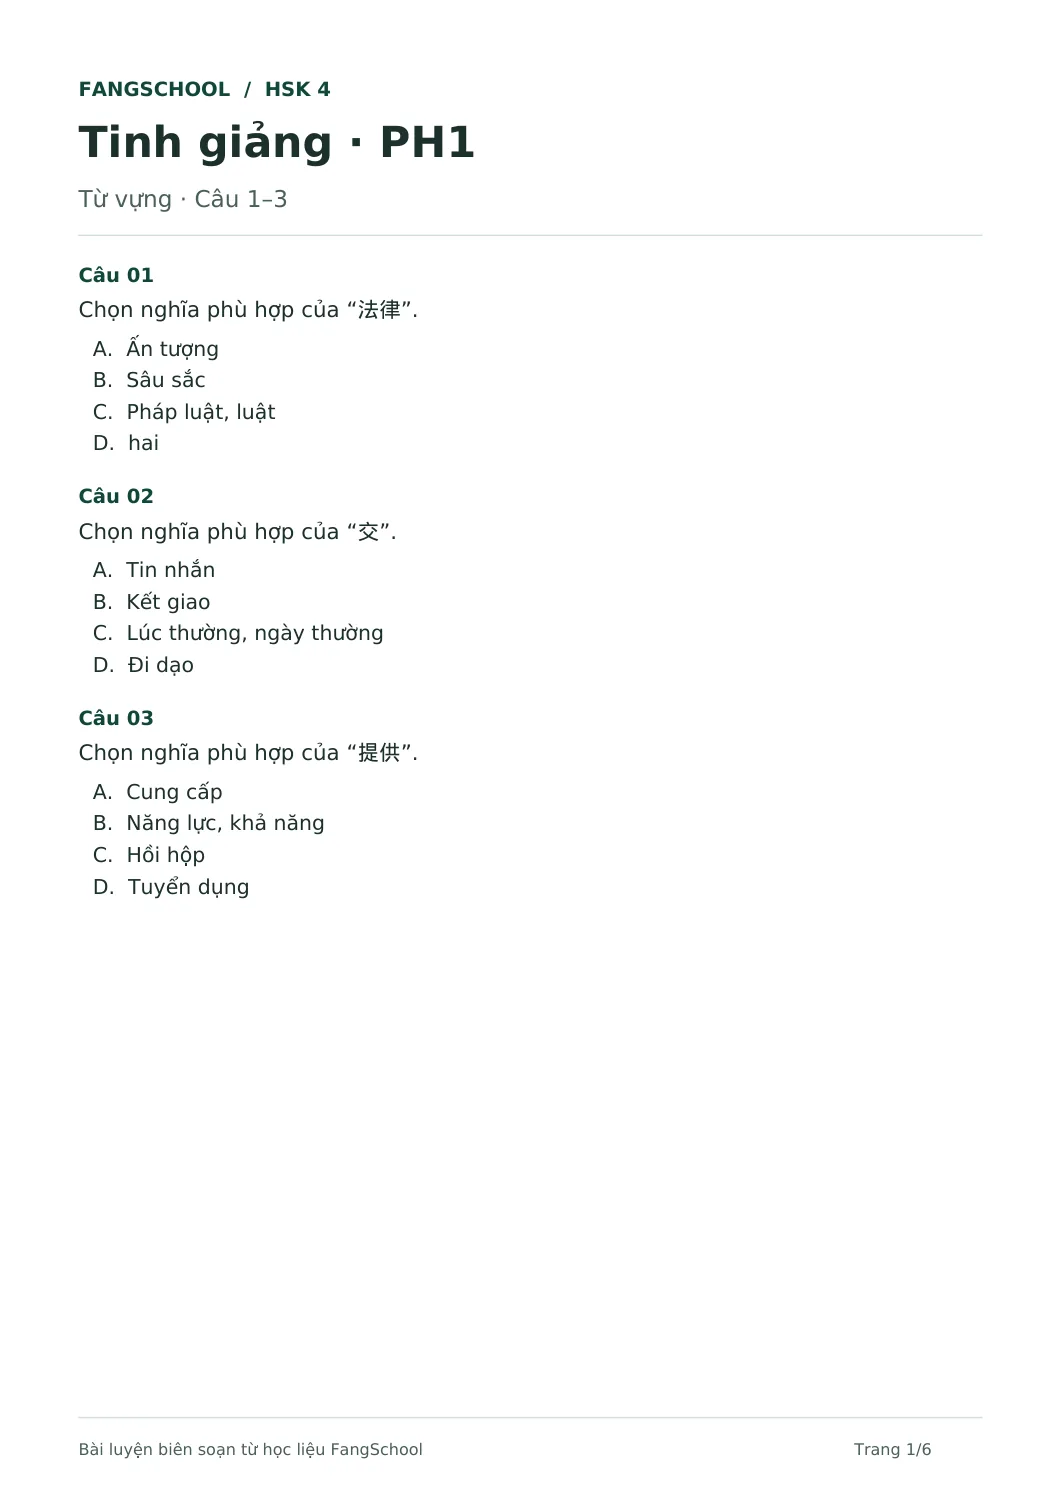 FANGSCHOOL / HSK 4
Tinh giảng · PH1
Từ vựng · Câu 1–3
Câu 01
Chọn nghĩa phù hợp của “法律”.
A. Ấn tượng
B. Sâu sắc
C. Pháp luật, luật
D. hai
Câu 02
Chọn nghĩa phù hợp của “交”.
A. Tin nhắn
B. Kết giao
C. Lúc thường, ngày thường
D. Đi dạo
Câu 03
Chọn nghĩa phù hợp của “提供”.
A. Cung cấp
B. Năng lực, khả năng
C. Hồi hộp
D. Tuyển dụng
Bài luyện biên soạn từ học liệu FangSchool
Trang 1/6